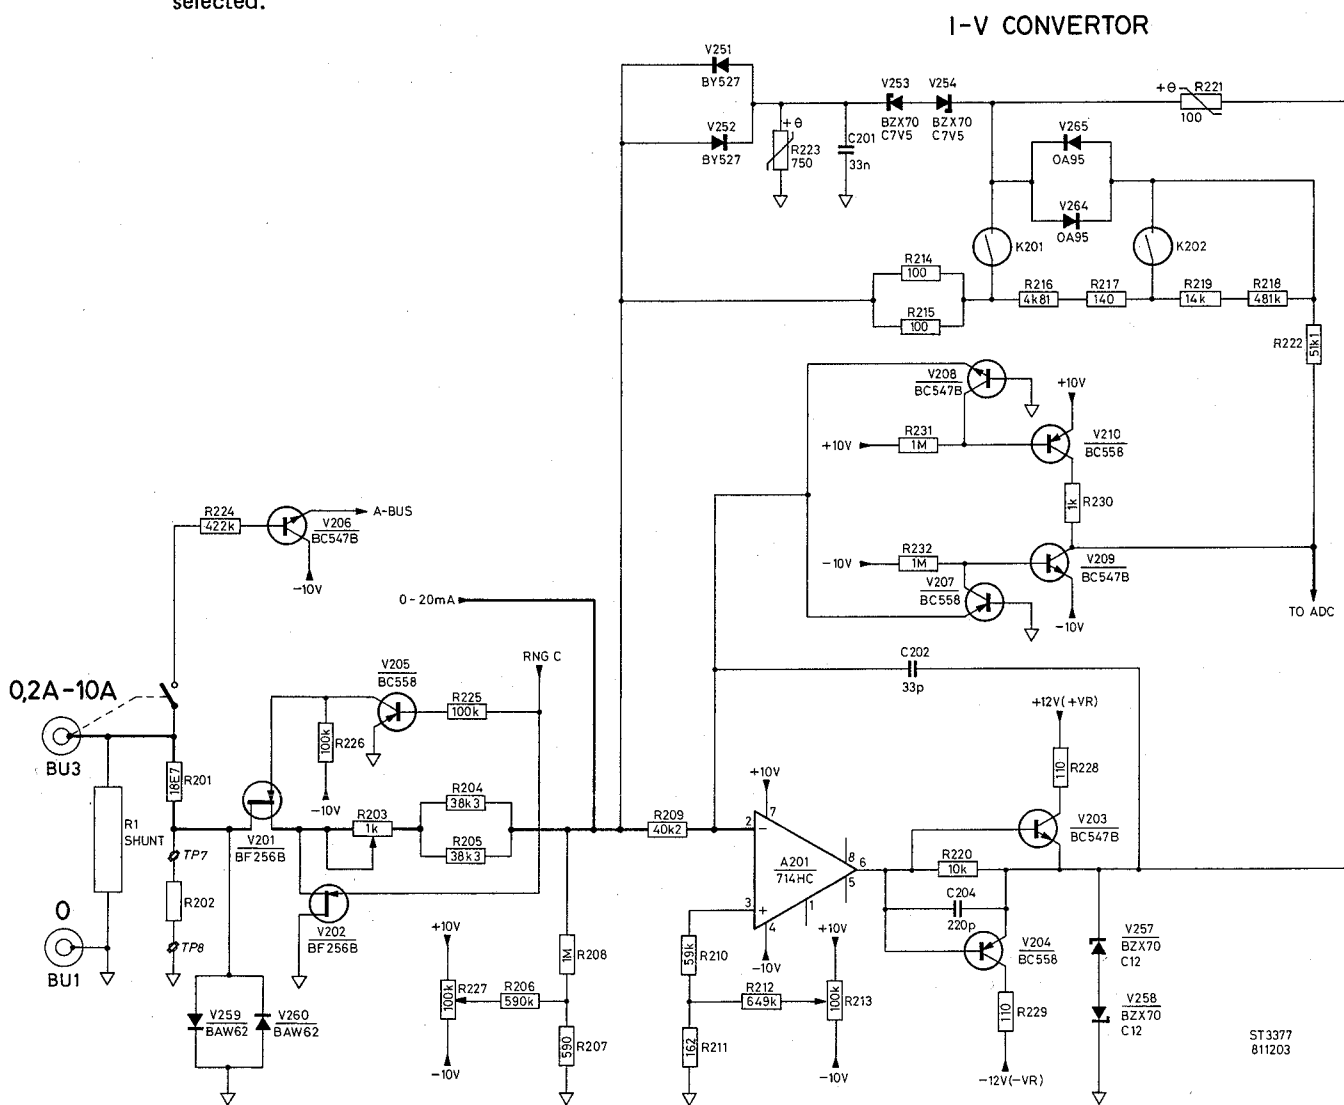 selected.
I-V CONVERTOR
V251
BY527
V252
BY527
+θ
R223
750
C201
33n
V253
BZX70
C7V5
V254
BZX70
C7V5
+θ
R221
100
V265
OA95
V264
OA95
K201
K202
R214
100
R215
100
R216
4k81
R217
140
R219
14k
R218
481k
R222
51k1
V208
BC547B
+10V
R231
1M
+10V
V210
BC558
R230
1k
-10V
R232
1M
V209
BC547B
V207
BC558
-10V
TO ADC
R224
422k
V206
BC547B
A-BUS
-10V
0-20mA
RNG C
C202
33p
0,2A-10A
BU3
R1
SHUNT
0
BU1
R201
18E7
TP7
R202
TP8
V259
BAW62
V260
BAW62
V201
BF256B
V205
BC558
R225
100k
R226
100k
-10V
R203
1k
R204
38k3
R205
38k3
V202
BF256B
+10V
R227
100k
-10V
R206
590k
R208
1M
R207
590
R209
40k2
+10V
7
2
-
A201
714HC
3
+
4
-10V
1
8
6
5
R210
59k
R212
649k
R211
162
+10V
R213
100k
-10V
R220
10k
C204
220p
+12V(+VR)
R228
110
V203
BC547B
V204
BC558
R229
110
-12V(-VR)
V257
BZX70
C12
V258
BZX70
C12
ST3377
811203